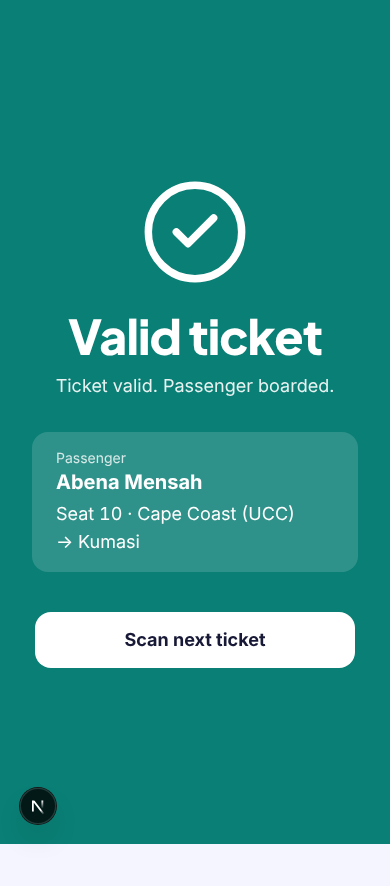 Valid ticket
Ticket valid. Passenger boarded.
Passenger
Abena Mensah
Seat 10 · Cape Coast (UCC)
→ Kumasi
Scan next ticket
N